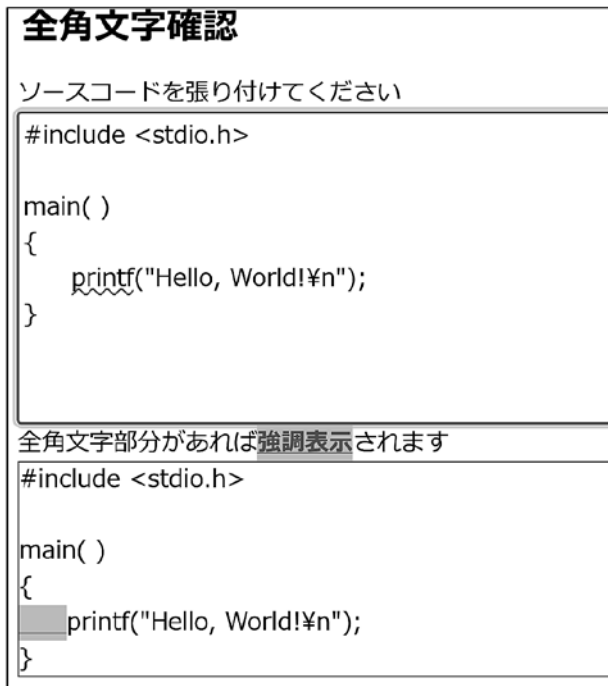 全角文字確認
ソースコードを張り付けてください
#include <stdio.h>
main( )
{
printf("Hello, World!¥n");
}
全角文字部分があれば強調表示されます
#include <stdio.h>
main( )
{
printf("Hello, World!¥n");
}